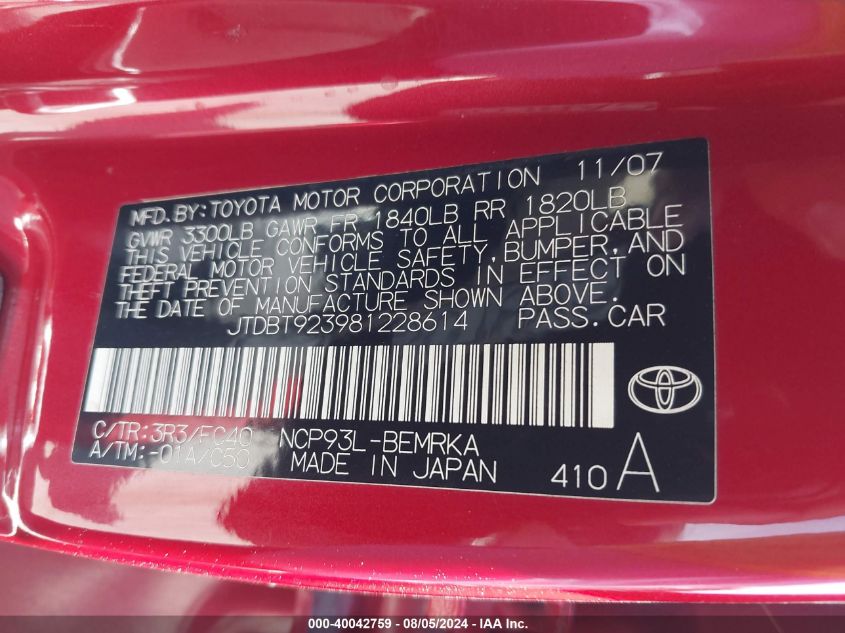 MFD. BY: TOYOTA MOTOR CORPORATION 11/07
GVWR 3300LB GAWR FR 1840LB RR 1820LB
THIS VEHICLE CONFORMS TO ALL APPLICABLE
FEDERAL MOTOR VEHICLE SAFETY, BUMPER, AND
THEFT PREVENTION STANDARDS IN EFFECT ON
THE DATE OF MANUFACTURE SHOWN ABOVE.
JTDBT923981228614 PASS. CAR
C/TR: 3R3/FC40 NCP93L-BEMRKA
A/TM: -01A/C50 MADE IN JAPAN 410 A
000-40042759 - 08/05/2024 - IAA Inc.